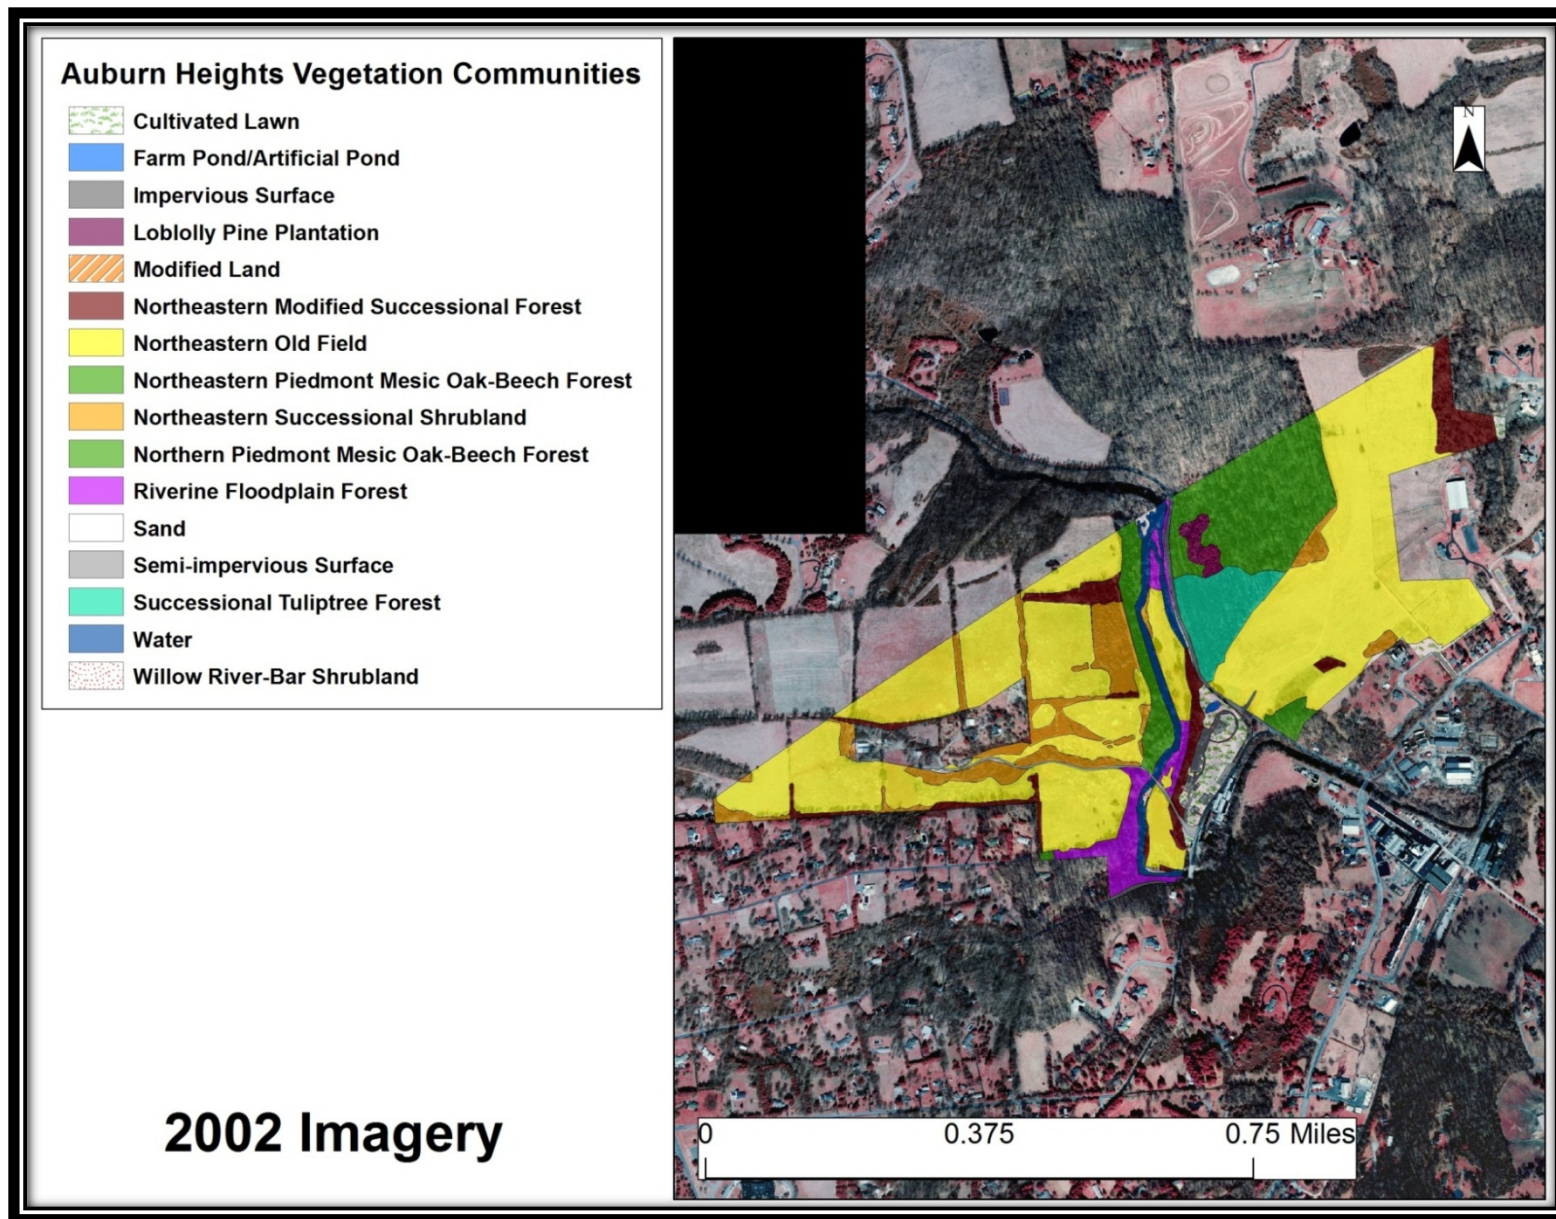 Auburn Heights Vegetation Communities
Cultivated Lawn
Farm Pond/Artificial Pond
Impervious Surface
Loblolly Pine Plantation
Modified Land
Northeastern Modified Successional Forest
Northeastern Old Field
Northeastern Piedmont Mesic Oak-Beech Forest
Northeastern Successional Shrubland
Northern Piedmont Mesic Oak-Beech Forest
Riverine Floodplain Forest
Sand
Semi-impervious Surface
Successional Tuliptree Forest
Water
Willow River-Bar Shrubland
2002 Imagery
N
0 0.375 0.75 Miles